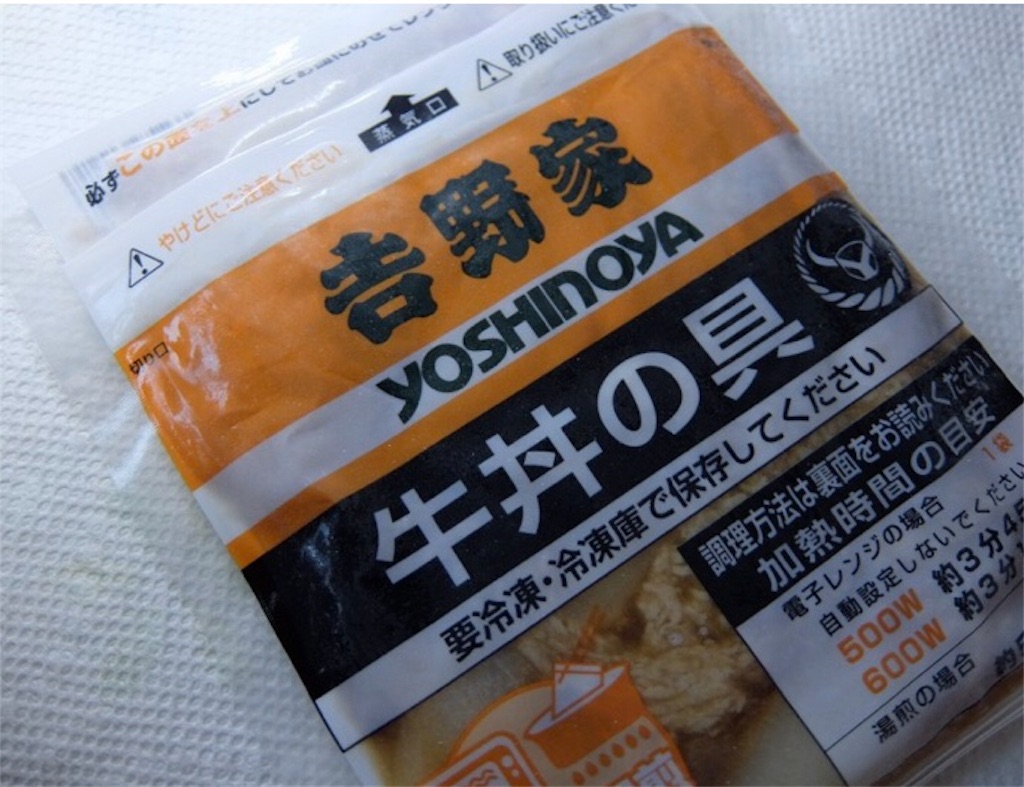 必ずこの面を上にしてお皿にのせてレンジ
⚠やけどにご注意ください
蒸気口
⚠取り扱いにご注意く
切り口
吉野家
YOSHINOYA
牛丼の具
要冷凍・冷凍庫で保存してください
調理方法は裏面をお読みください
加熱時間の目安
1袋
電子レンジの場合
自動設定しないでください
500W 約3分4
600W 約3分
湯煎の場合 約5